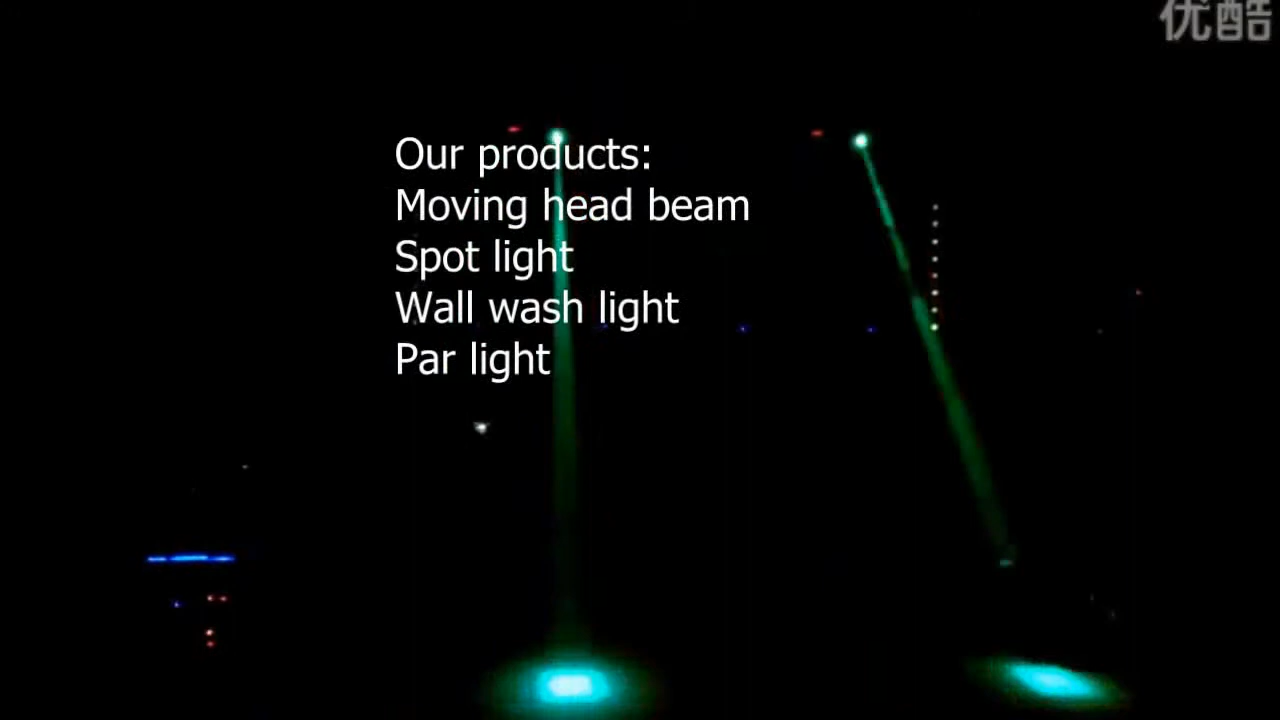 优酷
Our products:
Moving head beam
Spot light
Wall wash light
Par light